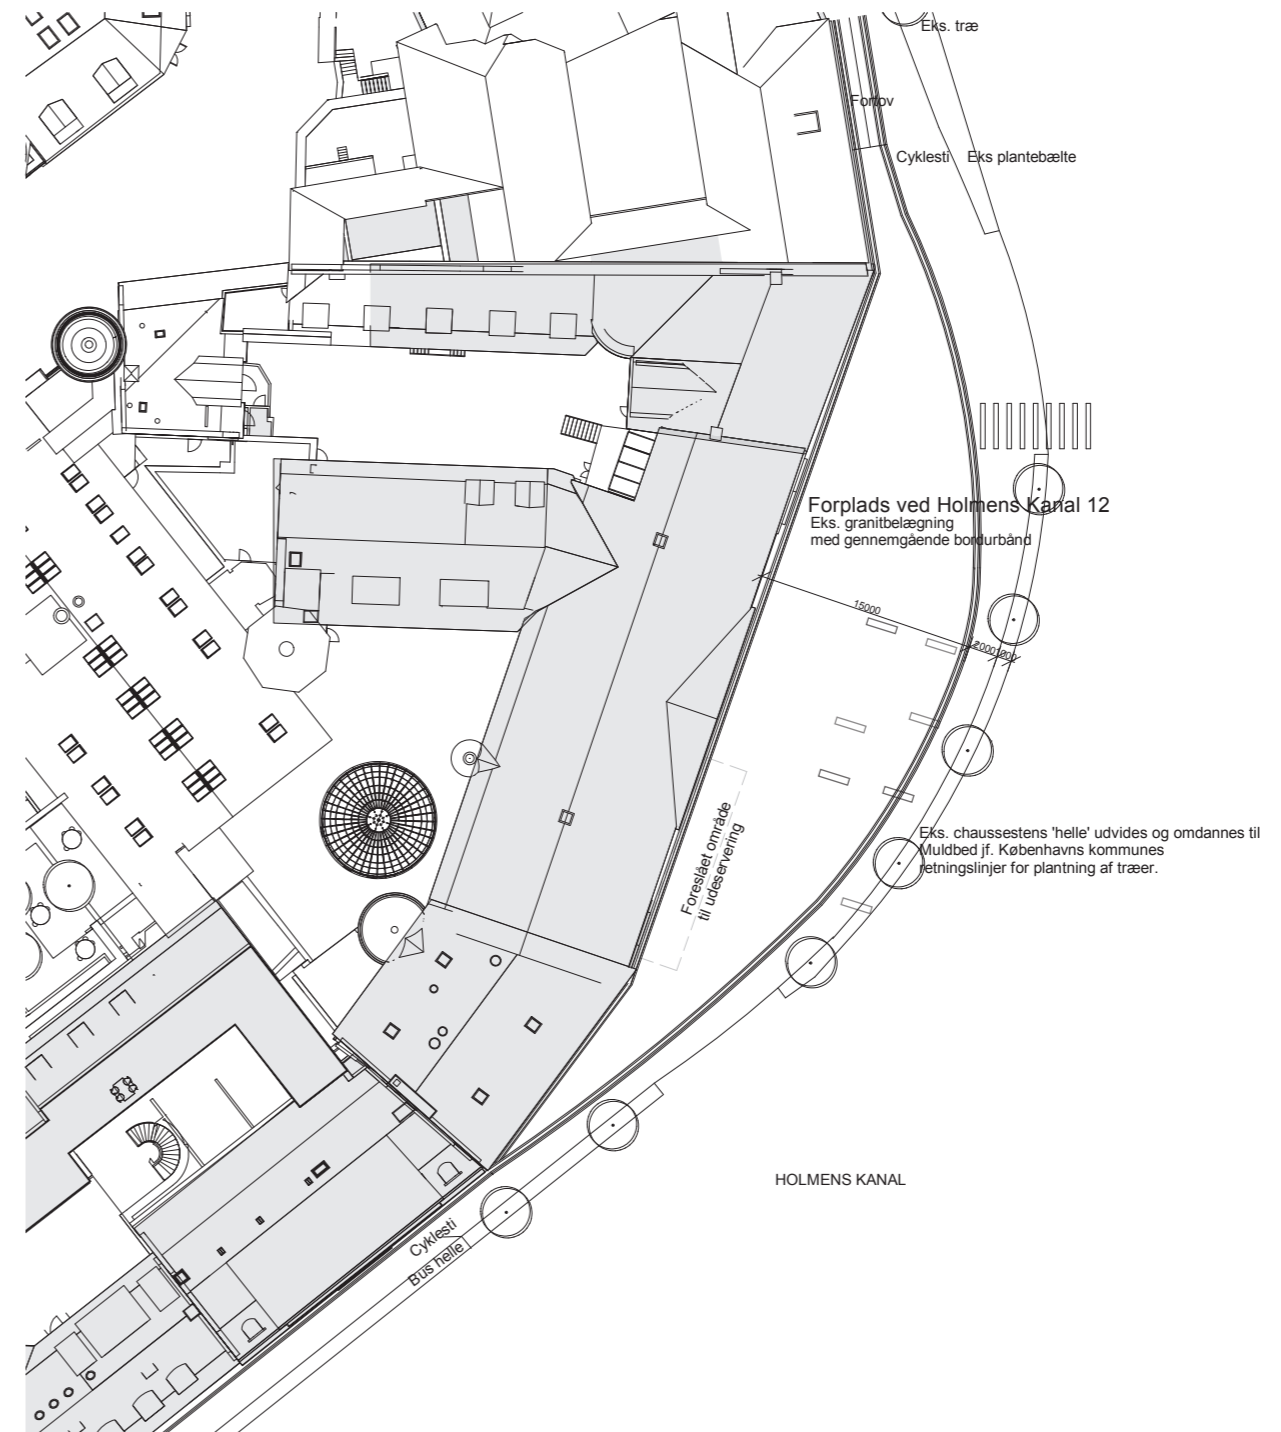 Eks. træ
Fortov
Cyklesti
Eks plantebælte
Forplads ved Holmens Kanal 12
Eks. granitbelægning
med gennemgående bordurbånd
15000
2000
1000
Foreslået område
til udeservering
Eks. chaussestens 'helle' udvides og omdannes til
Muldbed jf. Københavns kommunes
retningslinjer for plantning af træer.
HOLMENS KANAL
Cyklesti
Bus helle